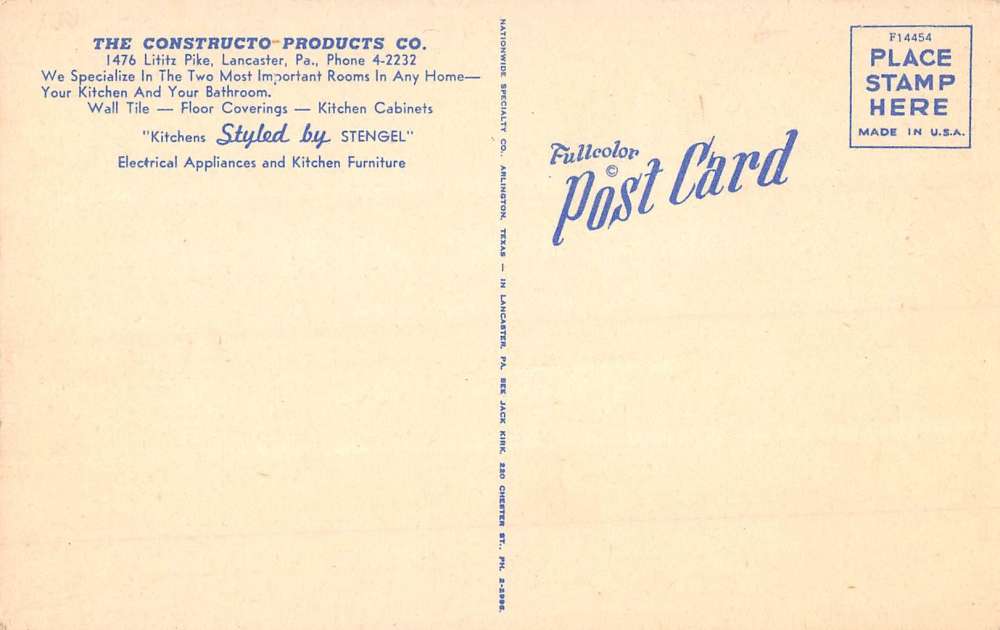 THE CONSTRUCTO PRODUCTS CO.
1476 Lititz Pike, Lancaster, Pa., Phone 4-2232
We Specialize In The Two Most Important Rooms In Any Home—
Your Kitchen And Your Bathroom.
Wall Tile — Floor Coverings — Kitchen Cabinets
"Kitchens Styled by STENGEL"
Electrical Appliances and Kitchen Furniture
NATIONWIDE SPECIALTY CO., ARLINGTON, TEXAS — IN LANCASTER, PA. SEE JACK KIRK, 220 CHESTER ST., PH. 2-2996.
Fullcolor
©
Post Card
F14454
PLACE
STAMP
HERE
MADE IN U.S.A.